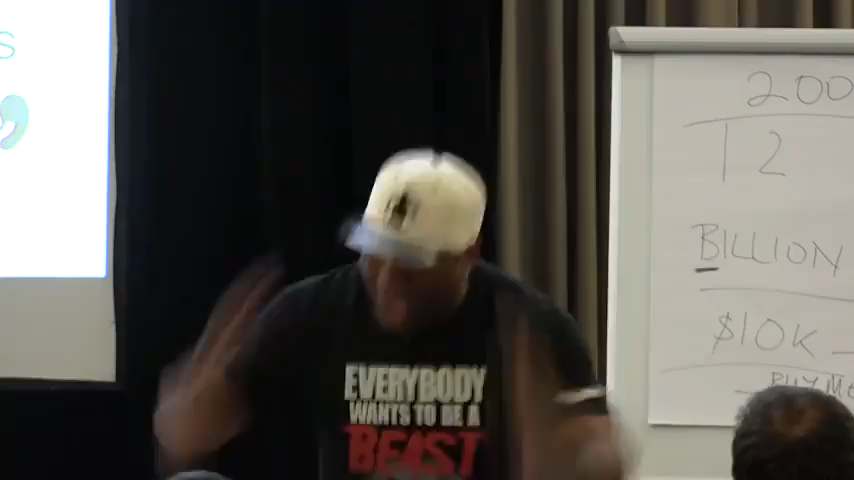 s
200
12
BILLION
$10K -
EVERYBODY
WANTS TO BE A
BEAST